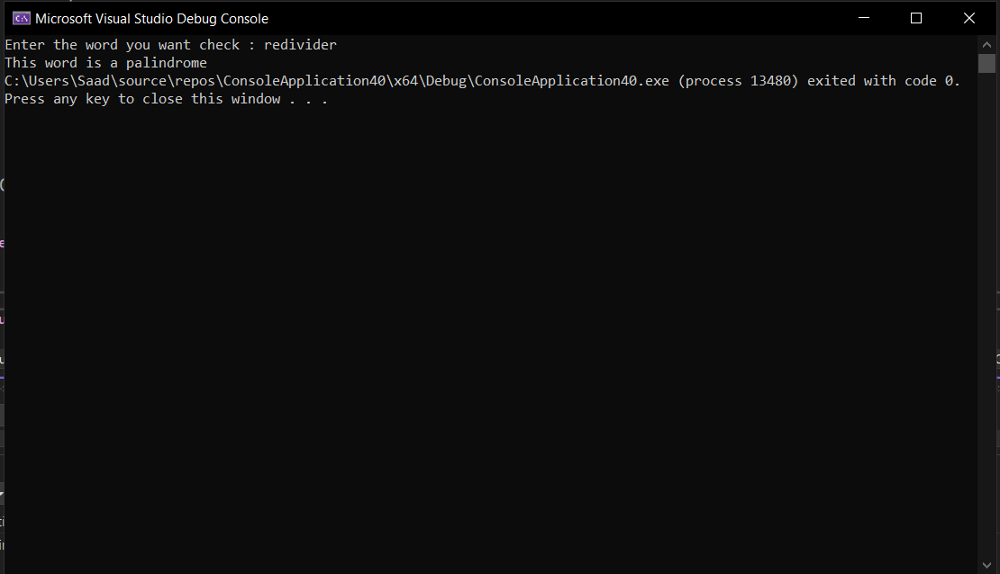 Microsoft Visual Studio Debug Console
Enter the word you want check : redivider
This word is a palindrome
C:\Users\Saad\source\repos\ConsoleApplication40\x64\Debug\ConsoleApplication40.exe (process 13480) exited with code 0.
Press any key to close this window . . .